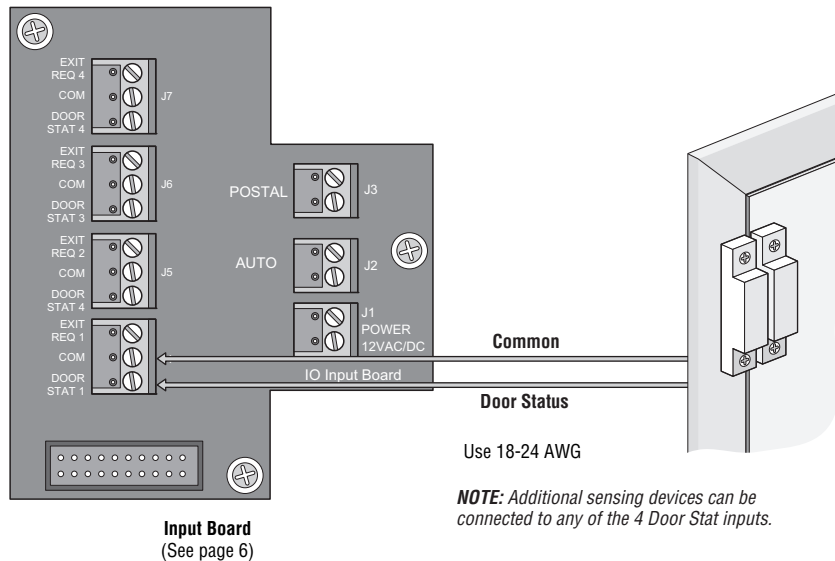 EXIT
REQ 4
COM
DOOR
STAT 4
J7
EXIT
REQ 3
COM
DOOR
STAT 3
J6
EXIT
REQ 2
COM
DOOR
STAT 4
J5
EXIT
REQ 1
COM
DOOR
STAT 1
POSTAL
J3
AUTO
J2
J1
POWER
12VAC/DC
IO Input Board
Common
Door Status
Use 18-24 AWG
NOTE: Additional sensing devices can be
connected to any of the 4 Door Stat inputs.
Input Board
(See page 6)